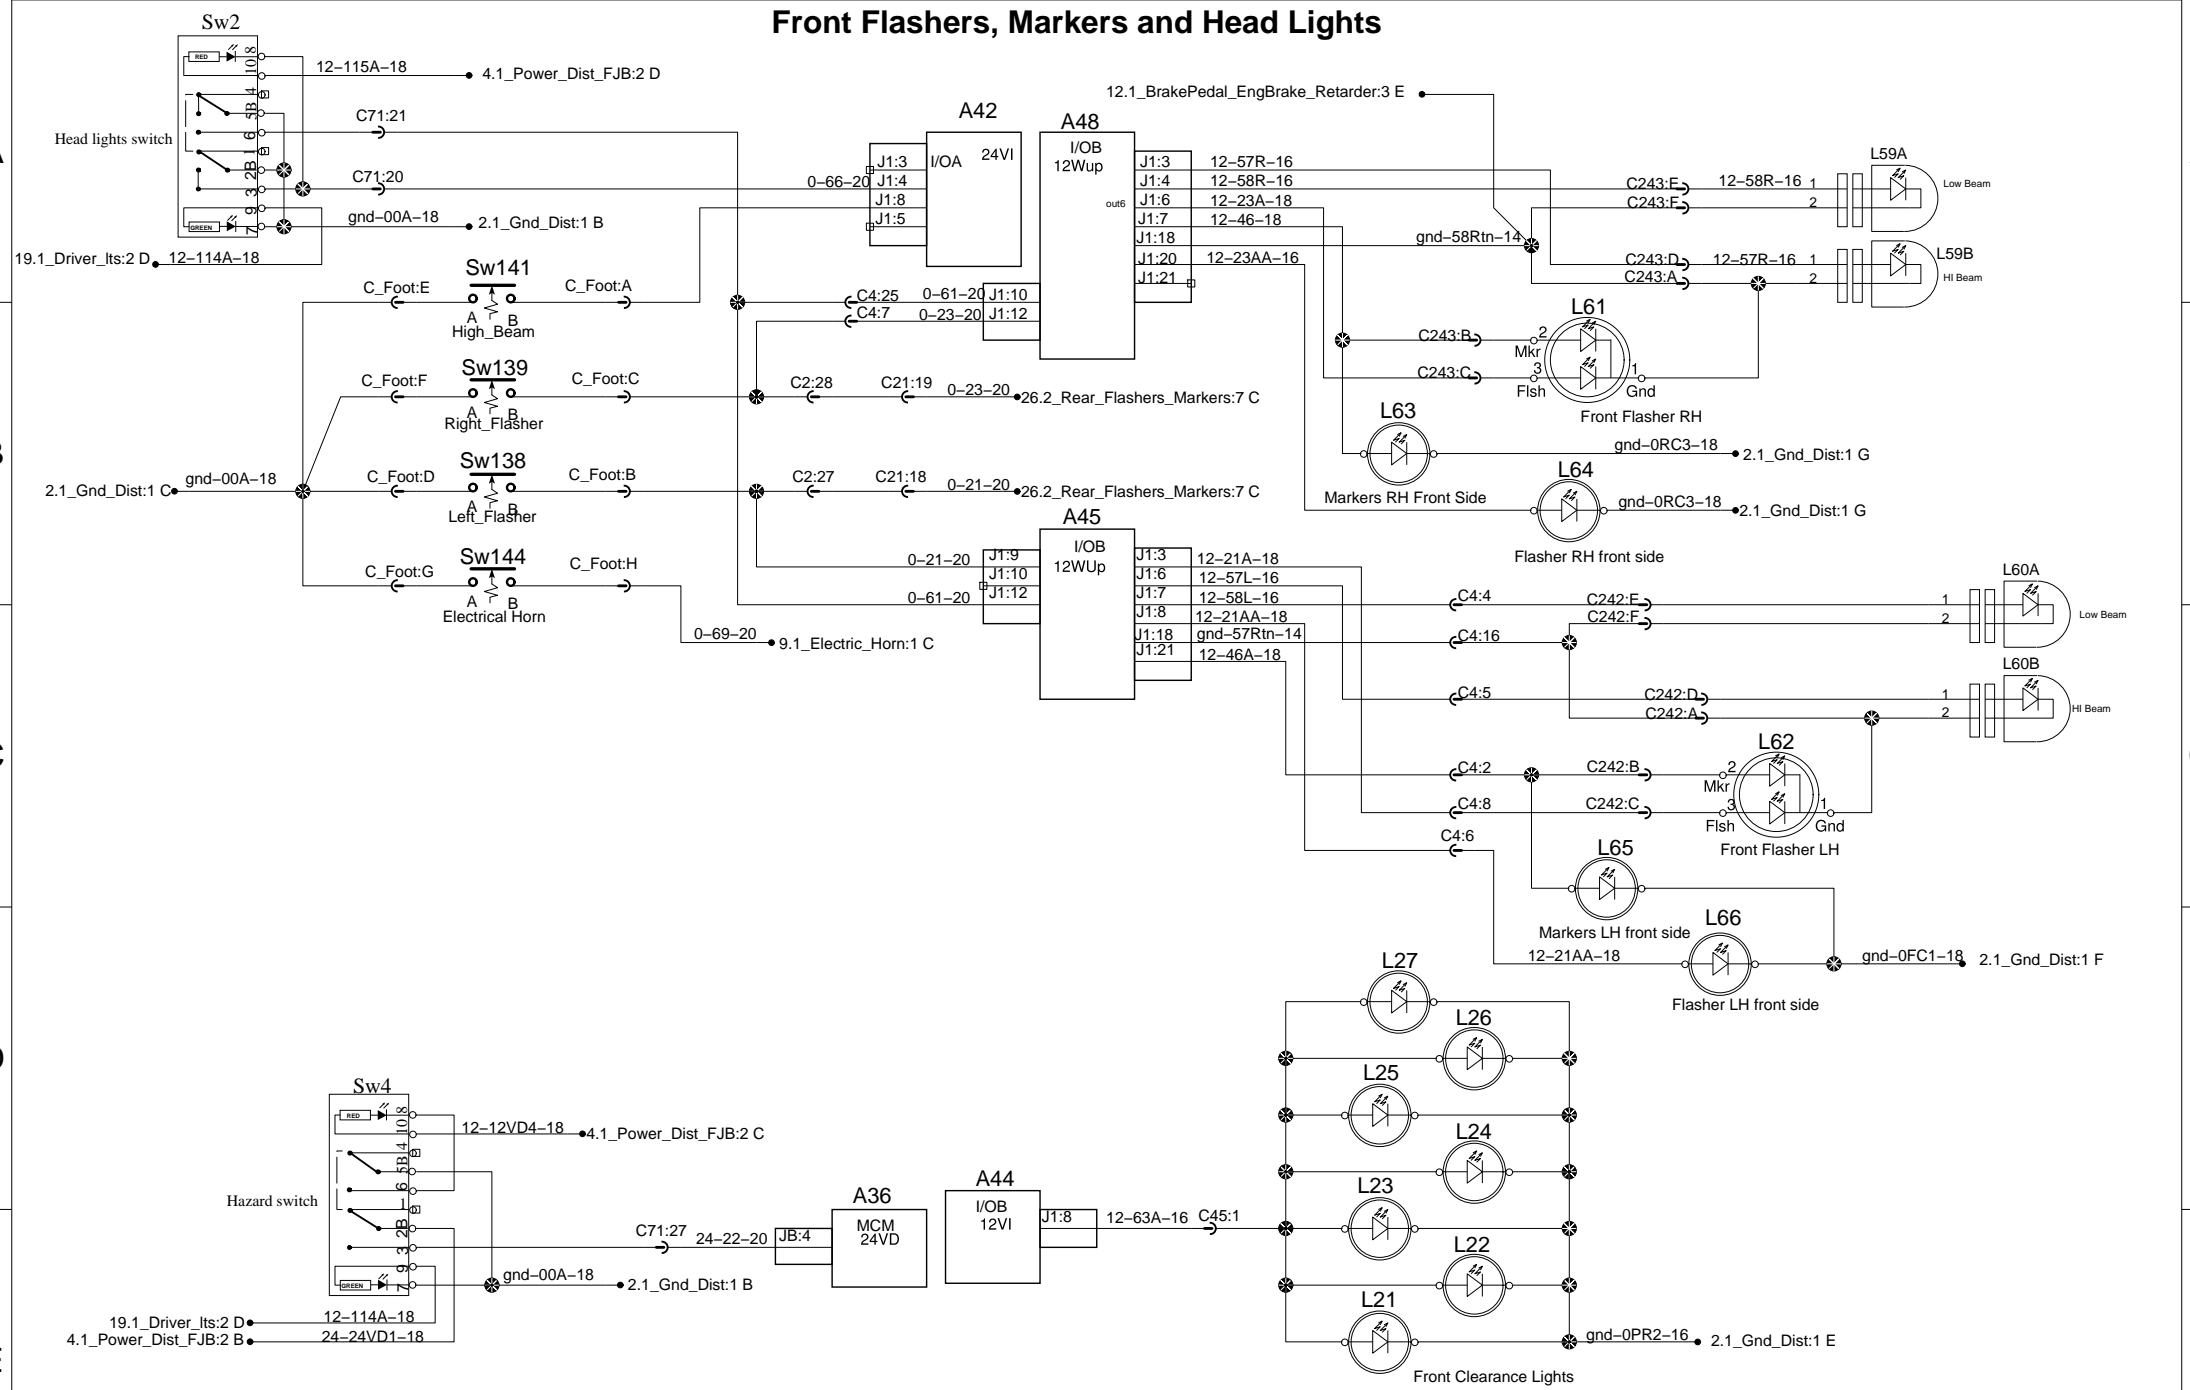 Front Flashers, Markers and Head Lights
Sw2
RED
8
10
4
5B
6
1
2B
3
9
7
GREEN
Head lights switch
12–115A–18
4.1_Power_Dist_FJB:2 D
C71:21
C71:20
gnd–00A–18
2.1_Gnd_Dist:1 B
19.1_Driver_lts:2 D
12–114A–18
0–66–20
A42
I/OA
24VI
J1:3
J1:4
J1:8
J1:5
12.1_BrakePedal_EngBrake_Retarder:3 E
A48
I/OB
12Wup
out6
J1:3
J1:4
J1:6
J1:7
J1:18
J1:20
J1:21
12–57R–16
12–58R–16
12–23A–18
12–46–18
gnd–58Rtn–14
12–23AA–16
C243:E
C243:F
12–58R–16
1
2
L59A
Low Beam
C243:D
C243:A
12–57R–16
1
2
L59B
HI Beam
C4:25
0–61–20
J1:10
C4:7
0–23–20
J1:12
C_Foot:E
Sw141
A
B
High_Beam
C_Foot:A
C_Foot:F
Sw139
A
B
Right_Flasher
C_Foot:C
C2:28
C21:19
0–23–20
26.2_Rear_Flashers_Markers:7 C
2.1_Gnd_Dist:1 C
gnd–00A–18
C_Foot:D
Sw138
A
B
Left_Flasher
C_Foot:B
C2:27
C21:18
0–21–20
26.2_Rear_Flashers_Markers:7 C
C_Foot:G
Sw144
A
B
Electrical Horn
C_Foot:H
0–69–20
9.1_Electric_Horn:1 C
C243:B
C243:C
L61
2
Mkr
3
Flsh
1
Gnd
Front Flasher RH
L63
Markers RH Front Side
gnd–0RC3–18
2.1_Gnd_Dist:1 G
L64
Flasher RH front side
gnd–0RC3–18
2.1_Gnd_Dist:1 G
A45
I/OB
12WUp
0–21–20
J1:9
J1:10
0–61–20
J1:12
J1:3
J1:6
J1:7
J1:8
J1:18
J1:21
12–21A–18
12–57L–16
12–58L–16
12–21AA–18
gnd–57Rtn–14
12–46A–18
C4:4
C4:16
C242:E
C242:F
1
2
L60A
Low Beam
C4:5
C242:D
C242:A
1
2
L60B
HI Beam
C4:2
C242:B
C4:8
C242:C
C4:6
L62
2
Mkr
3
Flsh
1
Gnd
Front Flasher LH
L65
Markers LH front side
L66
12–21AA–18
Flasher LH front side
gnd–0FC1–18
2.1_Gnd_Dist:1 F
Sw4
RED
8
10
4
5B
6
1
2B
3
9
7
GREEN
Hazard switch
12–12VD4–18
4.1_Power_Dist_FJB:2 C
C71:27
24–22–20
JB:4
A36
MCM
24VD
gnd–00A–18
2.1_Gnd_Dist:1 B
19.1_Driver_lts:2 D
12–114A–18
4.1_Power_Dist_FJB:2 B
24–24VD1–18
A44
I/OB
12VI
J1:8
12–63A–16
C45:1
L27
L26
L25
L24
L23
L22
L21
gnd–0PR2–16
2.1_Gnd_Dist:1 E
Front Clearance Lights